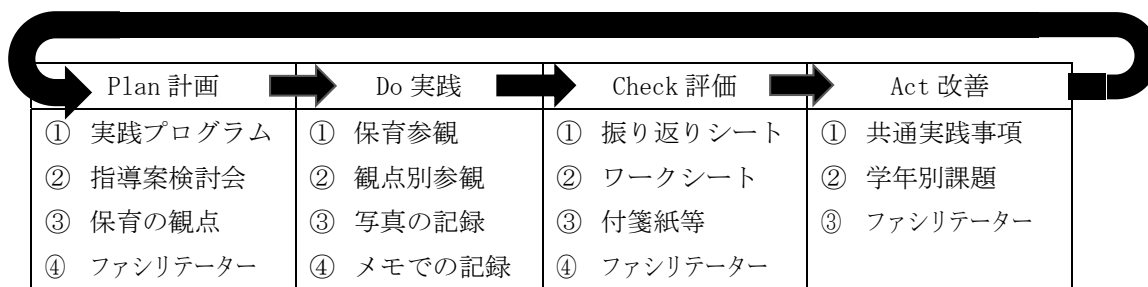 Plan 計画 Do 実践 Check 評価 Act 改善
① 実践プログラム ① 保育参観 ① 振り返りシート ① 共通実践事項
② 指導案検討会 ② 観点別参観 ② ワークシート ② 学年別課題
③ 保育の観点 ③ 写真の記録 ③ 付箋紙等 ③ ファシリテーター
④ ファシリテーター ④ メモでの記録 ④ ファシリテーター